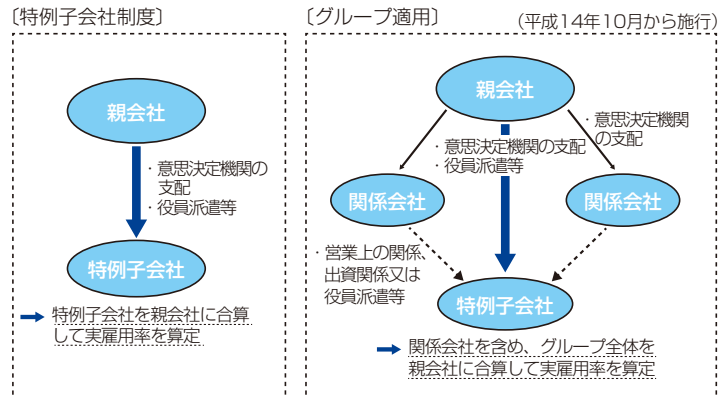 〔特例子会社制度〕
親会社
・意思決定機関の
支配
・役員派遣等
特例子会社
特例子会社を親会社に合算
して実雇用率を算定
〔グループ適用〕
（平成14年10月から施行）
親会社
・意思決定機関の支配
・役員派遣等
・意思決定機関
の支配
関係会社
関係会社
・営業上の関係、
出資関係又は
役員派遣等
特例子会社
関係会社を含め、グループ全体を
親会社に合算して実雇用率を算定